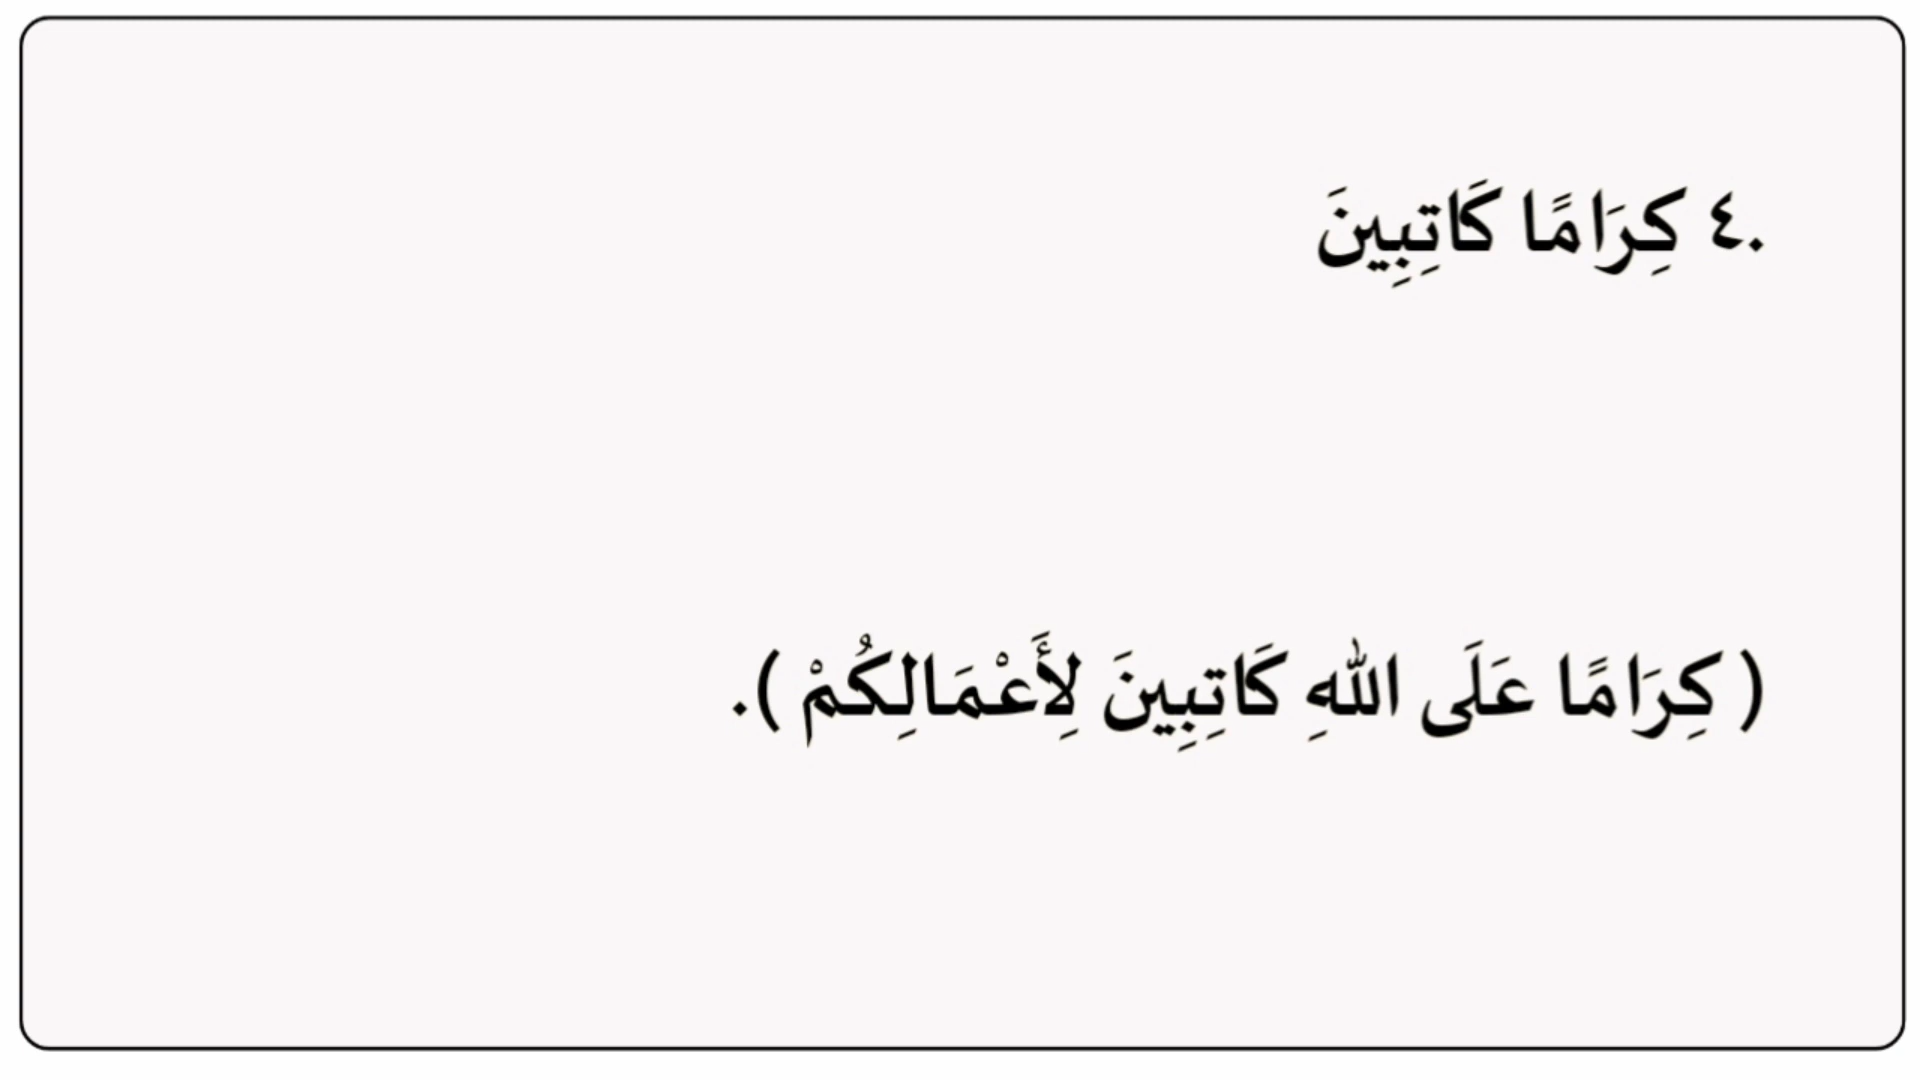 .٤ كِرَامًا كَاتِبِينَ
( كِرَامًا عَلَى اللهِ كَاتِبِينَ لِأَعْمَالِكُمْ ).